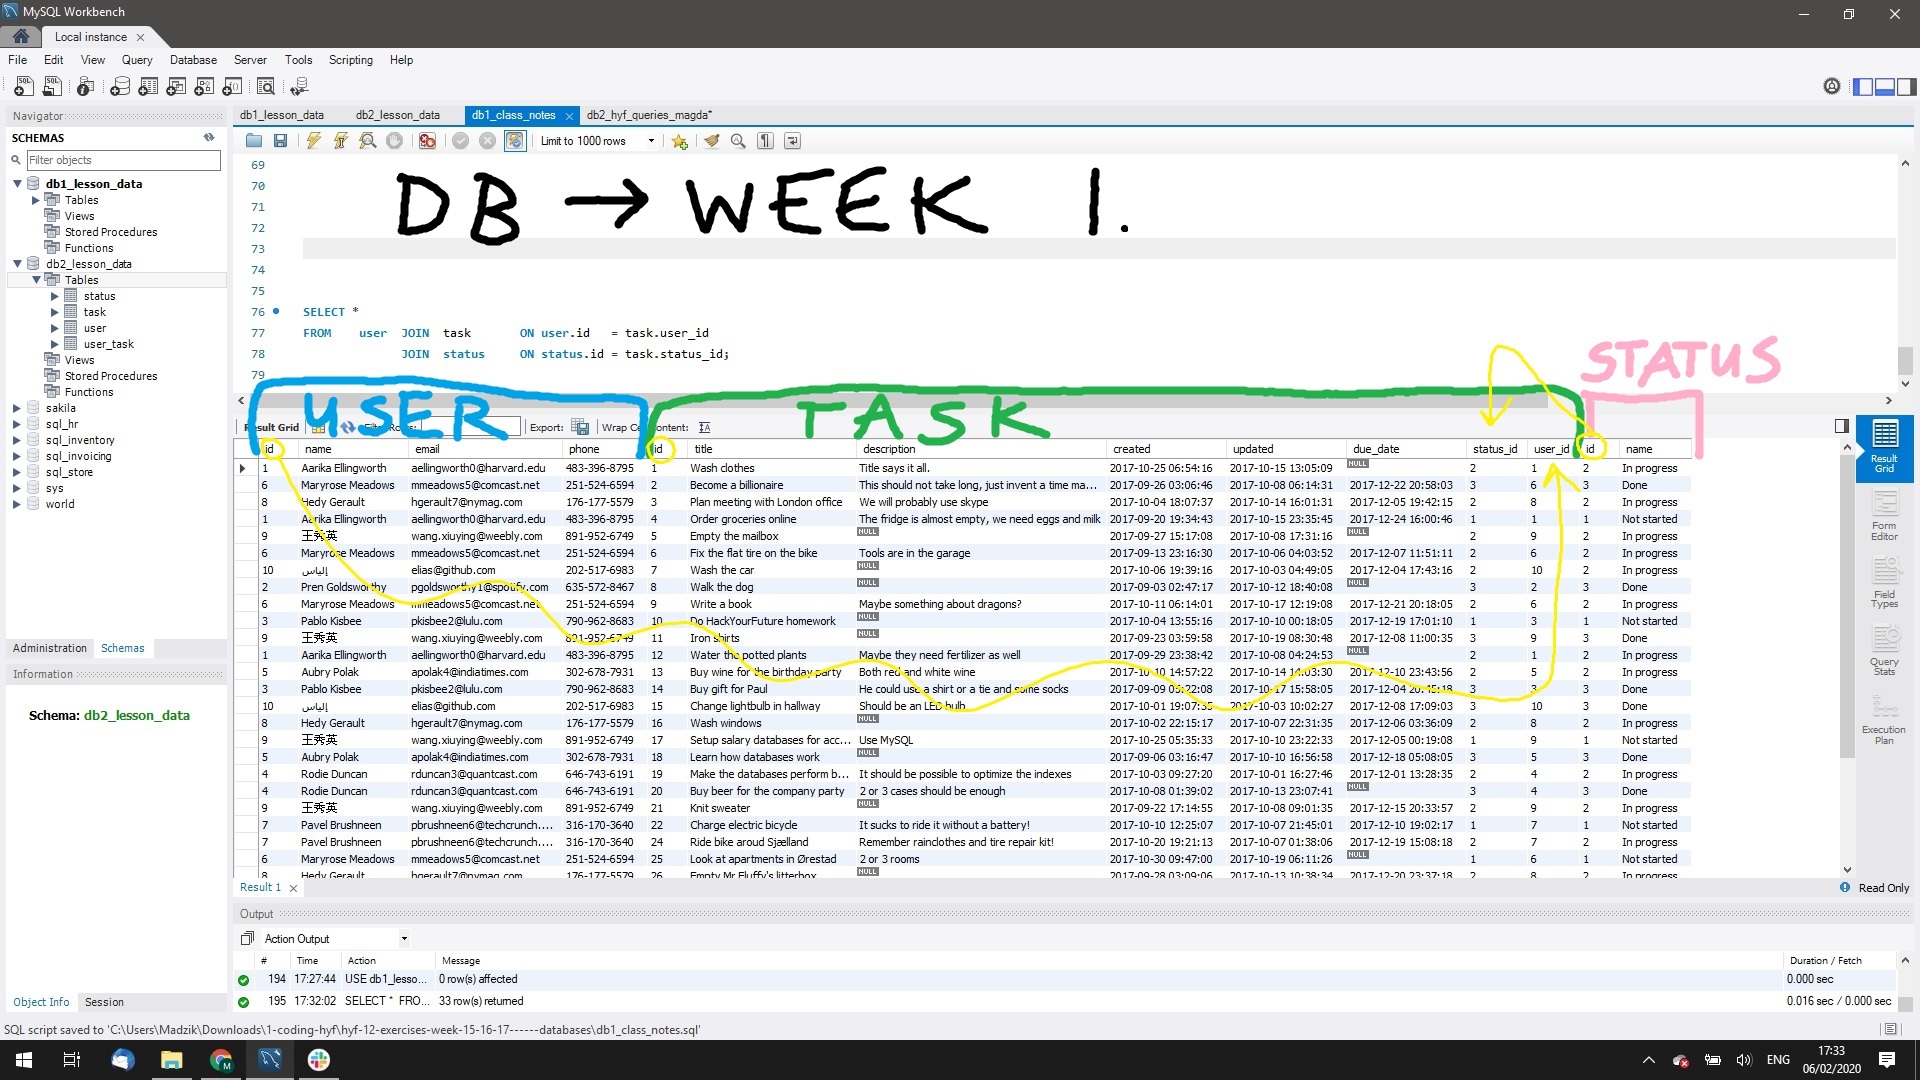 MySQL Workbench
Local instance
File Edit View Query Database Server Tools Scripting Help
Navigator
SCHEMAS
Filter objects
db1_lesson_data
Tables
Views
Stored Procedures
Functions
db2_lesson_data
Tables
status
task
user
user_task
Views
Stored Procedures
Functions
sakila
sql_hr
sql_inventory
sql_invoicing
sql_store
sys
world
Administration Schemas
Information
Schema: db2_lesson_data
Object Info Session
db1_lesson_data db2_lesson_data db1_class_notes db2_hyf_queries_magda*
Limit to 1000 rows
69
70
71
72
73
74
75
DB → WEEK 1.
76 SELECT *
77 FROM user JOIN task ON user.id = task.user_id
78 JOIN status ON status.id = task.status_id;
79
USER TASK STATUS
Result Grid Export: Wrap Cell Content:
id name email phone id title description created updated due_date status_id user_id id name
1 Aarika Ellingworth aellingworth0@harvard.edu 483-396-8795 1 Wash clothes Title says it all. 2017-10-25 06:54:16 2017-10-15 13:05:09 NULL 2 1 2 In progress
6 Maryrose Meadows mmeadows5@comcast.net 251-524-6594 2 Become a billionaire This should not take long, just invent a time ma... 2017-09-26 03:06:46 2017-10-08 06:14:31 2017-12-22 20:58:03 3 6 3 Done
8 Hedy Gerault hgerault7@nymag.com 176-177-5579 3 Plan meeting with London office We will probably use skype 2017-10-04 18:07:37 2017-10-14 16:01:31 2017-12-05 19:42:15 2 8 2 In progress
1 Aarika Ellingworth aellingworth0@harvard.edu 483-396-8795 4 Order groceries online The fridge is almost empty, we need eggs and milk 2017-09-20 19:34:43 2017-10-15 23:35:45 2017-12-24 16:00:46 1 1 1 Not started
9 王秀英 wang.xiuying@weebly.com 891-952-6749 5 Empty the mailbox NULL 2017-09-27 15:17:08 2017-10-08 17:31:16 NULL 2 9 2 In progress
6 Maryrose Meadows mmeadows5@comcast.net 251-524-6594 6 Fix the flat tire on the bike Tools are in the garage 2017-09-13 23:16:30 2017-10-06 04:03:52 2017-12-07 11:51:11 2 6 2 In progress
10 إلياس elias@github.com 202-517-6983 7 Wash the car NULL 2017-10-06 19:39:16 2017-10-03 04:49:05 2017-12-04 17:43:16 2 10 2 In progress
2 Pren Goldsworthy pgoldsworthy1@spotify.com 635-572-8467 8 Walk the dog NULL 2017-09-03 02:47:17 2017-10-12 18:40:08 NULL 3 2 3 Done
6 Maryrose Meadows mmeadows5@comcast.net 251-524-6594 9 Write a book Maybe something about dragons? 2017-10-11 06:14:01 2017-10-17 12:19:08 2017-12-21 20:18:05 2 6 2 In progress
3 Pablo Kisbee pkisbee2@lulu.com 790-962-8683 10 Do HackYourFuture homework NULL 2017-10-04 13:55:16 2017-10-10 00:18:05 2017-12-19 17:01:10 1 3 1 Not started
9 王秀英 wang.xiuying@weebly.com 891-952-6749 11 Iron shirts NULL 2017-09-23 03:59:58 2017-10-19 08:30:48 2017-12-08 11:00:35 3 9 3 Done
1 Aarika Ellingworth aellingworth0@harvard.edu 483-396-8795 12 Water the potted plants Maybe they need fertilizer as well 2017-09-29 23:38:42 2017-10-08 04:24:53 NULL 2 1 2 In progress
5 Aubry Polak apolak4@indiatimes.com 302-678-7931 13 Buy wine for the birthday party Both red and white wine 2017-10-10 14:57:22 2017-10-14 14:03:30 2017-12-10 23:43:56 2 5 2 In progress
3 Pablo Kisbee pkisbee2@lulu.com 790-962-8683 14 Buy gift for Paul He could use a shirt or a tie and some socks 2017-09-09 05:22:08 2017-10-17 15:58:05 2017-12-04 20:45:18 3 3 3 Done
10 إلياس elias@github.com 202-517-6983 15 Change lightbulb in hallway Should be an LED bulb 2017-10-01 19:07:35 2017-10-03 10:02:27 2017-12-08 17:09:03 3 10 3 Done
8 Hedy Gerault hgerault7@nymag.com 176-177-5579 16 Wash windows NULL 2017-10-02 22:15:17 2017-10-07 22:31:35 2017-12-06 03:36:09 2 8 2 In progress
9 王秀英 wang.xiuying@weebly.com 891-952-6749 17 Setup salary databases for acc... Use MySQL 2017-10-25 05:35:33 2017-10-10 23:22:33 2017-12-05 00:19:08 1 9 1 Not started
5 Aubry Polak apolak4@indiatimes.com 302-678-7931 18 Learn how databases work NULL 2017-09-06 03:16:47 2017-10-10 16:56:58 2017-12-18 05:08:05 3 5 3 Done
4 Rodie Duncan rduncan3@quantcast.com 646-743-6191 19 Make the databases perform b... It should be possible to optimize the indexes 2017-10-03 09:27:20 2017-10-01 16:27:46 2017-12-01 13:28:35 2 4 2 In progress
4 Rodie Duncan rduncan3@quantcast.com 646-743-6191 20 Buy beer for the company party 2 or 3 cases should be enough 2017-10-08 01:39:02 2017-10-13 23:07:41 NULL 3 4 3 Done
9 王秀英 wang.xiuying@weebly.com 891-952-6749 21 Knit sweater NULL 2017-09-22 17:14:55 2017-10-08 09:01:35 2017-12-15 20:33:57 2 9 2 In progress
7 Pavel Brushneen pbrushneen6@techcrunch.... 316-170-3640 22 Charge electric bicycle It sucks to ride it without a battery! 2017-10-10 12:25:07 2017-10-07 21:45:01 2017-12-10 19:02:17 1 7 1 Not started
7 Pavel Brushneen pbrushneen6@techcrunch.... 316-170-3640 24 Ride bike aroud Sjælland Remember rainclothes and tire repair kit! 2017-10-20 19:21:13 2017-10-07 01:38:06 2017-12-19 15:08:18 2 7 2 In progress
6 Maryrose Meadows mmeadows5@comcast.net 251-524-6594 25 Look at apartments in Ørestad 2 or 3 rooms 2017-10-30 09:47:00 2017-10-19 06:11:26 NULL 1 6 1 Not started
8 Hedy Gerault hgerault7@nymag.com 176-177-5579 26 Empty Mr Fluffy's litterbox NULL 2017-09-28 03:09:06 2017-10-13 10:38:34 2017-12-20 23:37:18 2 8 2 In progress
Result Grid
Form Editor
Field Types
Query Stats
Execution Plan
Result 1
Read Only
Output
Action Output
# Time Action Message Duration / Fetch
194 17:27:44 USE db1_lesso... 0 row(s) affected 0.000 sec
195 17:32:02 SELECT * FRO... 33 row(s) returned 0.016 sec / 0.000 sec
SQL script saved to 'C:\Users\Madzik\Downloads\1-coding-hyf\hyf-12-exercises-week-15-16-17------databases\db1_class_notes.sql'
ENG 17:33
06/02/2020